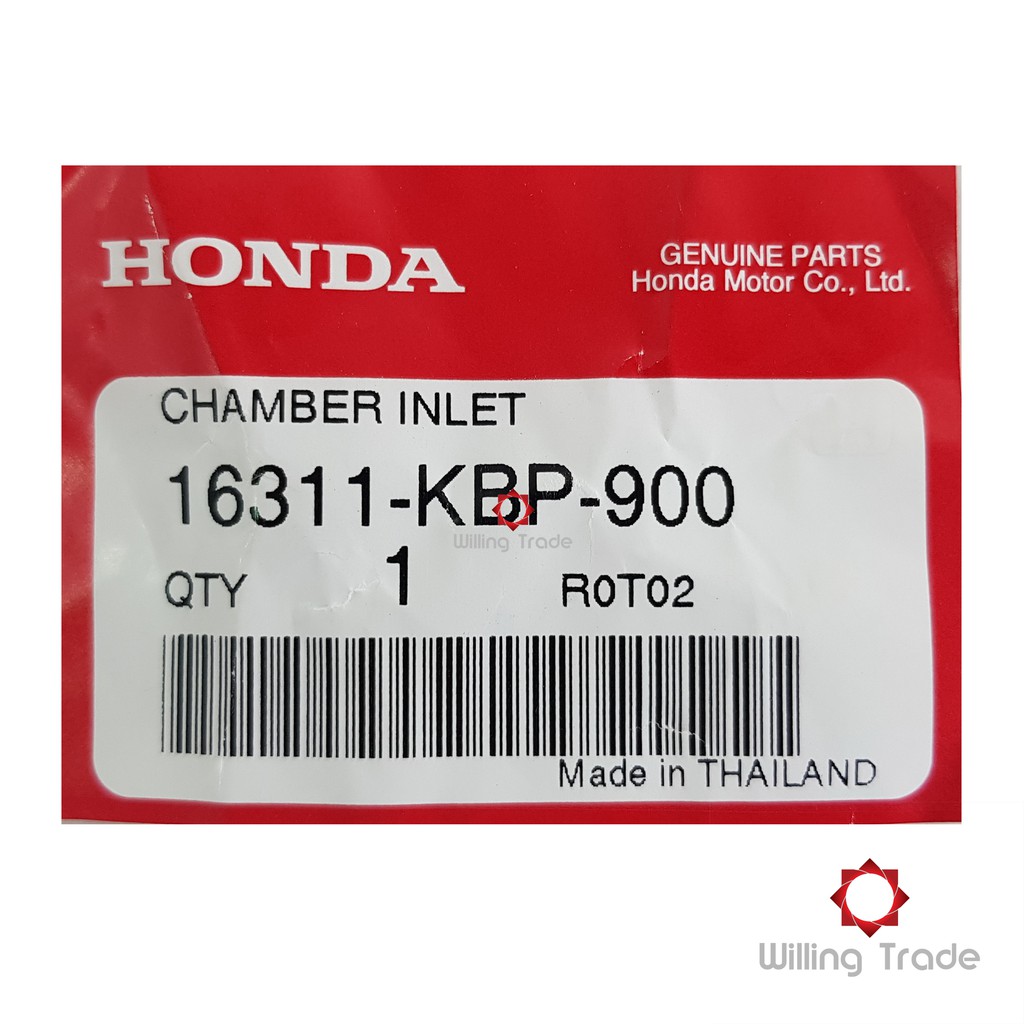 HONDA
GENUINE PARTS
Honda Motor Co., Ltd.
CHAMBER INLET
16311-KBP-900
Willing Trade
QTY 1 R0T02
Made in THAILAND
Willing Trade